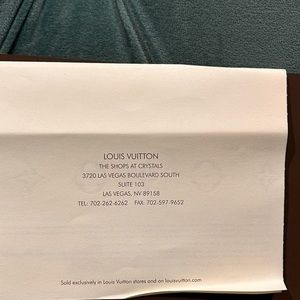 LOUIS VUITTON
THE SHOPS AT CRYSTALS
3720 LAS VEGAS BOULEVARD SOUTH
SUITE 103
LAS VEGAS, NV 89158
TEL: 702-262-6262 FAX: 702-597-9652
Sold exclusively in Louis Vuitton stores and on louisvuitton.com